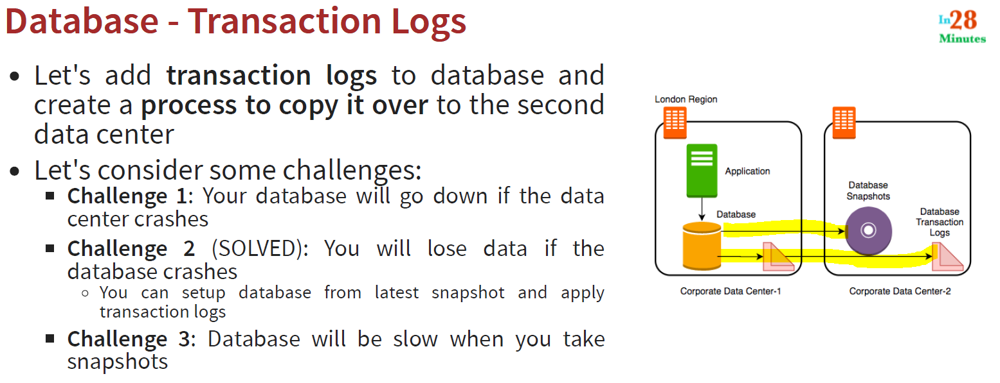 Database - Transaction Logs
In28
Minutes
• Let's add transaction logs to database and
create a process to copy it over to the second
data center
• Let's consider some challenges:
▪ Challenge 1: Your database will go down if the data
center crashes
▪ Challenge 2 (SOLVED): You will lose data if the
database crashes
○ You can setup database from latest snapshot and apply
transaction logs
▪ Challenge 3: Database will be slow when you take
snapshots
London Region
Application
Database
Database
Snapshots
Database
Transaction
Logs
Corporate Data Center-1
Corporate Data Center-2